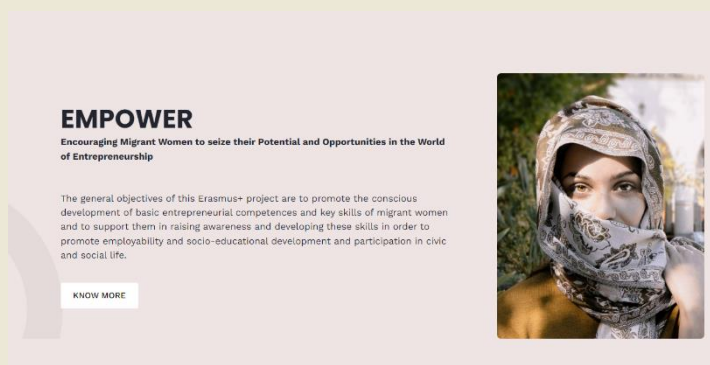 EMPOWER
Encouraging Migrant Women to seize their Potential and Opportunities in the World
of Entrepreneurship
The general objectives of this Erasmus+ project are to promote the conscious
development of basic entrepreneurial competences and key skills of migrant women
and to support them in raising awareness and developing these skills in order to
promote employability and socio-educational development and participation in civic
and social life.
KNOW MORE